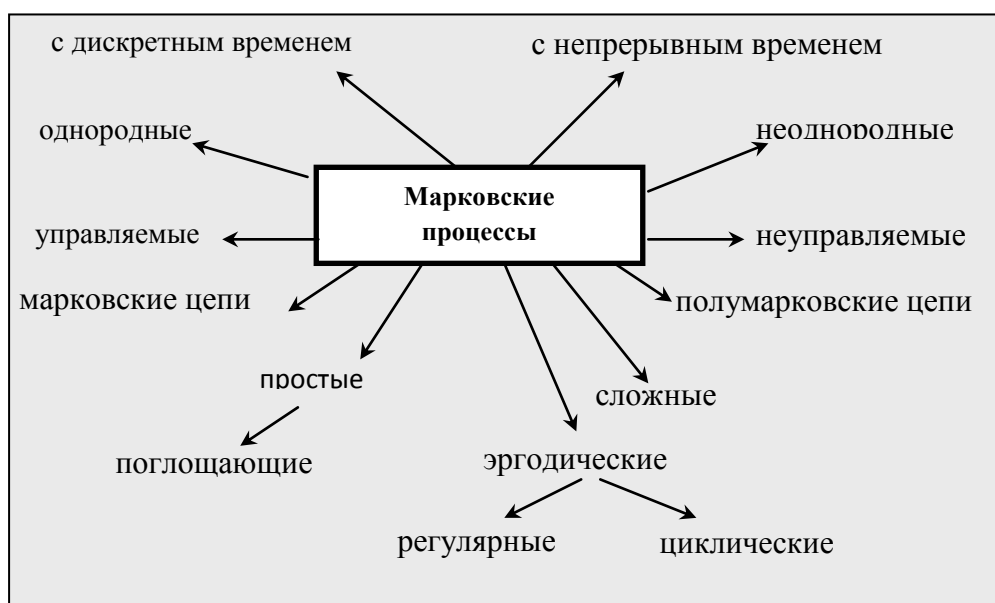 с дискретным временем
с непрерывным временем
однородные
неоднородные
Марковские
процессы
управляемые
неуправляемые
марковские цепи
полумарковские цепи
простые
сложные
поглощающие
эргодические
регулярные
циклические